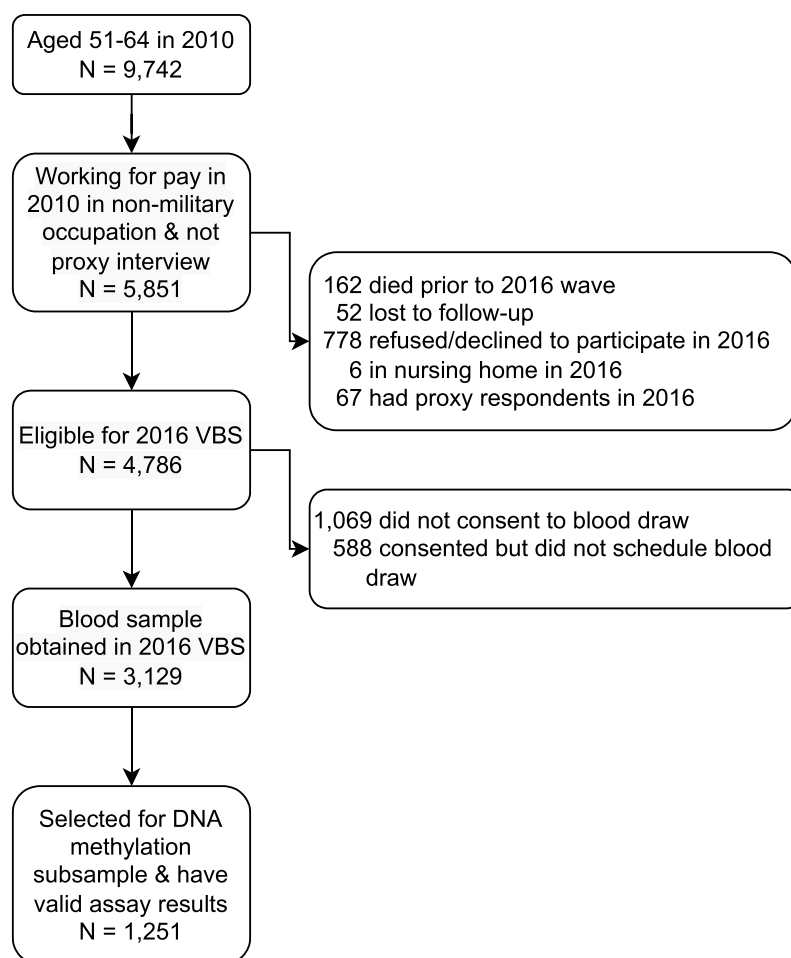 Aged 51-64 in 2010
N = 9,742
Working for pay in
2010 in non-military
occupation & not
proxy interview
N = 5,851
162 died prior to 2016 wave
52 lost to follow-up
778 refused/declined to participate in 2016
6 in nursing home in 2016
67 had proxy respondents in 2016
Eligible for 2016 VBS
N = 4,786
1,069 did not consent to blood draw
588 consented but did not schedule blood
draw
Blood sample
obtained in 2016 VBS
N = 3,129
Selected for DNA
methylation
subsample & have
valid assay results
N = 1,251